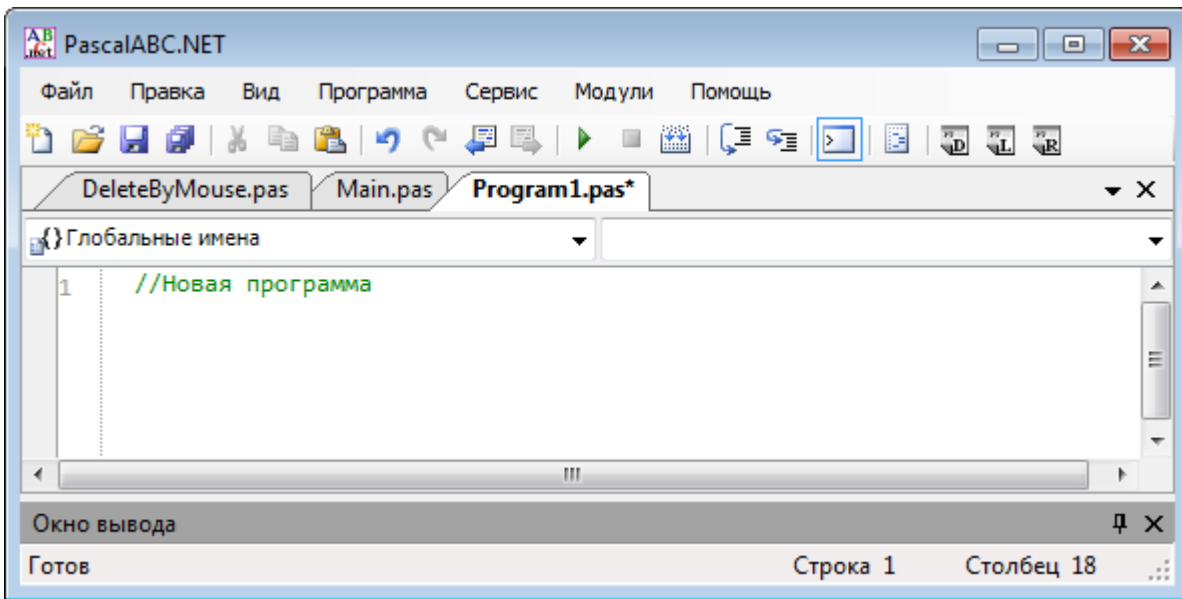 PascalABC.NET
Файл Правка Вид Программа Сервис Модули Помощь
DeleteByMouse.pas Main.pas Program1.pas*
{} Глобальные имена
1 //Новая программа
Окно вывода
Готов Строка 1 Столбец 18